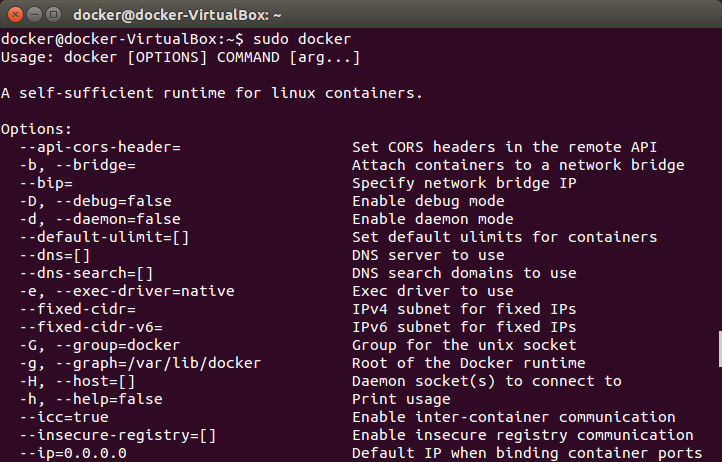 docker@docker-VirtualBox: ~
docker@docker-VirtualBox:~$ sudo docker
Usage: docker [OPTIONS] COMMAND [arg...]
A self-sufficient runtime for linux containers.
Options:
--api-cors-header= Set CORS headers in the remote API
-b, --bridge= Attach containers to a network bridge
--bip= Specify network bridge IP
-D, --debug=false Enable debug mode
-d, --daemon=false Enable daemon mode
--default-ulimit=[] Set default ulimits for containers
--dns=[] DNS server to use
--dns-search=[] DNS search domains to use
-e, --exec-driver=native Exec driver to use
--fixed-cidr= IPv4 subnet for fixed IPs
--fixed-cidr-v6= IPv6 subnet for fixed IPs
-G, --group=docker Group for the unix socket
-g, --graph=/var/lib/docker Root of the Docker runtime
-H, --host=[] Daemon socket(s) to connect to
-h, --help=false Print usage
--icc=true Enable inter-container communication
--insecure-registry=[] Enable insecure registry communication
--ip=0.0.0.0 Default IP when binding container ports